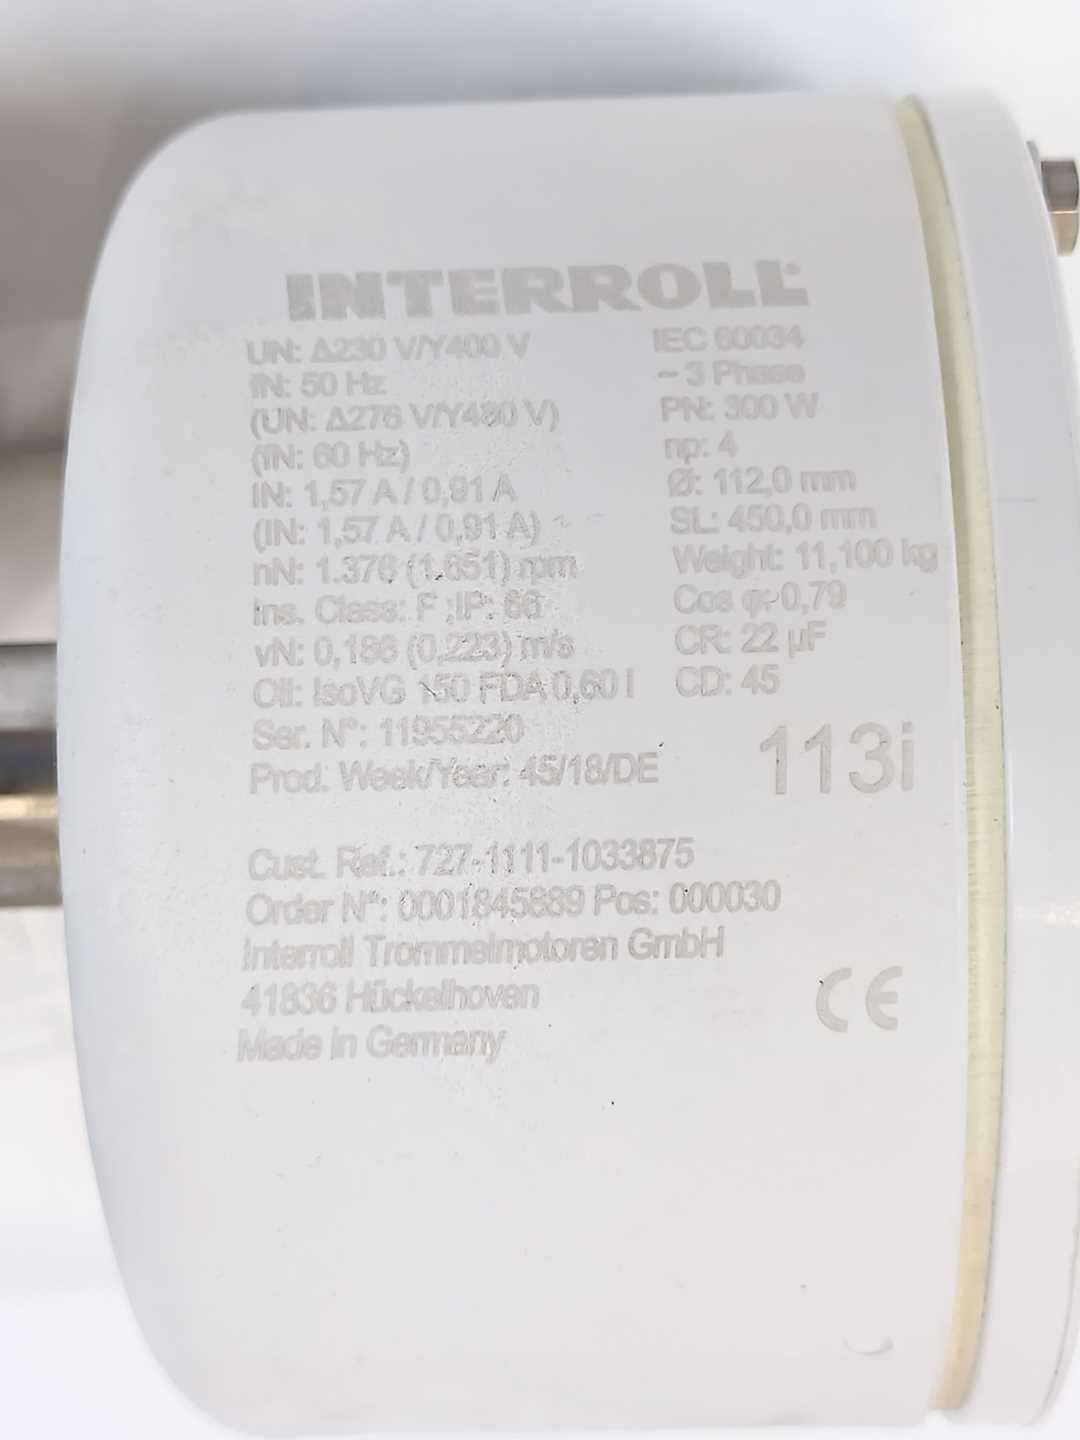 INTERROLL
UN: Δ230 V/Y400 V
fN: 50 Hz
(UN: Δ276 V/Y480 V)
(fN: 60 Hz)
IN: 1,57 A / 0,91 A
(IN: 1,57 A / 0,91 A)
nN: 1.376 (1.651) rpm
Ins. Class: F ;IP: 66
vN: 0,186 (0,223) m/s
Oil: IsoVG 150 FDA 0,60 l
Ser. N°: 11955220
Prod. Week/Year: 45/18/DE
IEC 60034
~ 3 Phase
PN: 300 W
np: 4
Ø: 112,0 mm
SL: 450,0 mm
Weight: 11,100 kg
Cos φ: 0,79
CR: 22 µF
CD: 45
113i
Cust. Ref.: 727-1111-1033875
Order N°: 0001845889 Pos: 000030
Interroll Trommelmotoren GmbH
41836 Hückelhoven
Made in Germany
CE